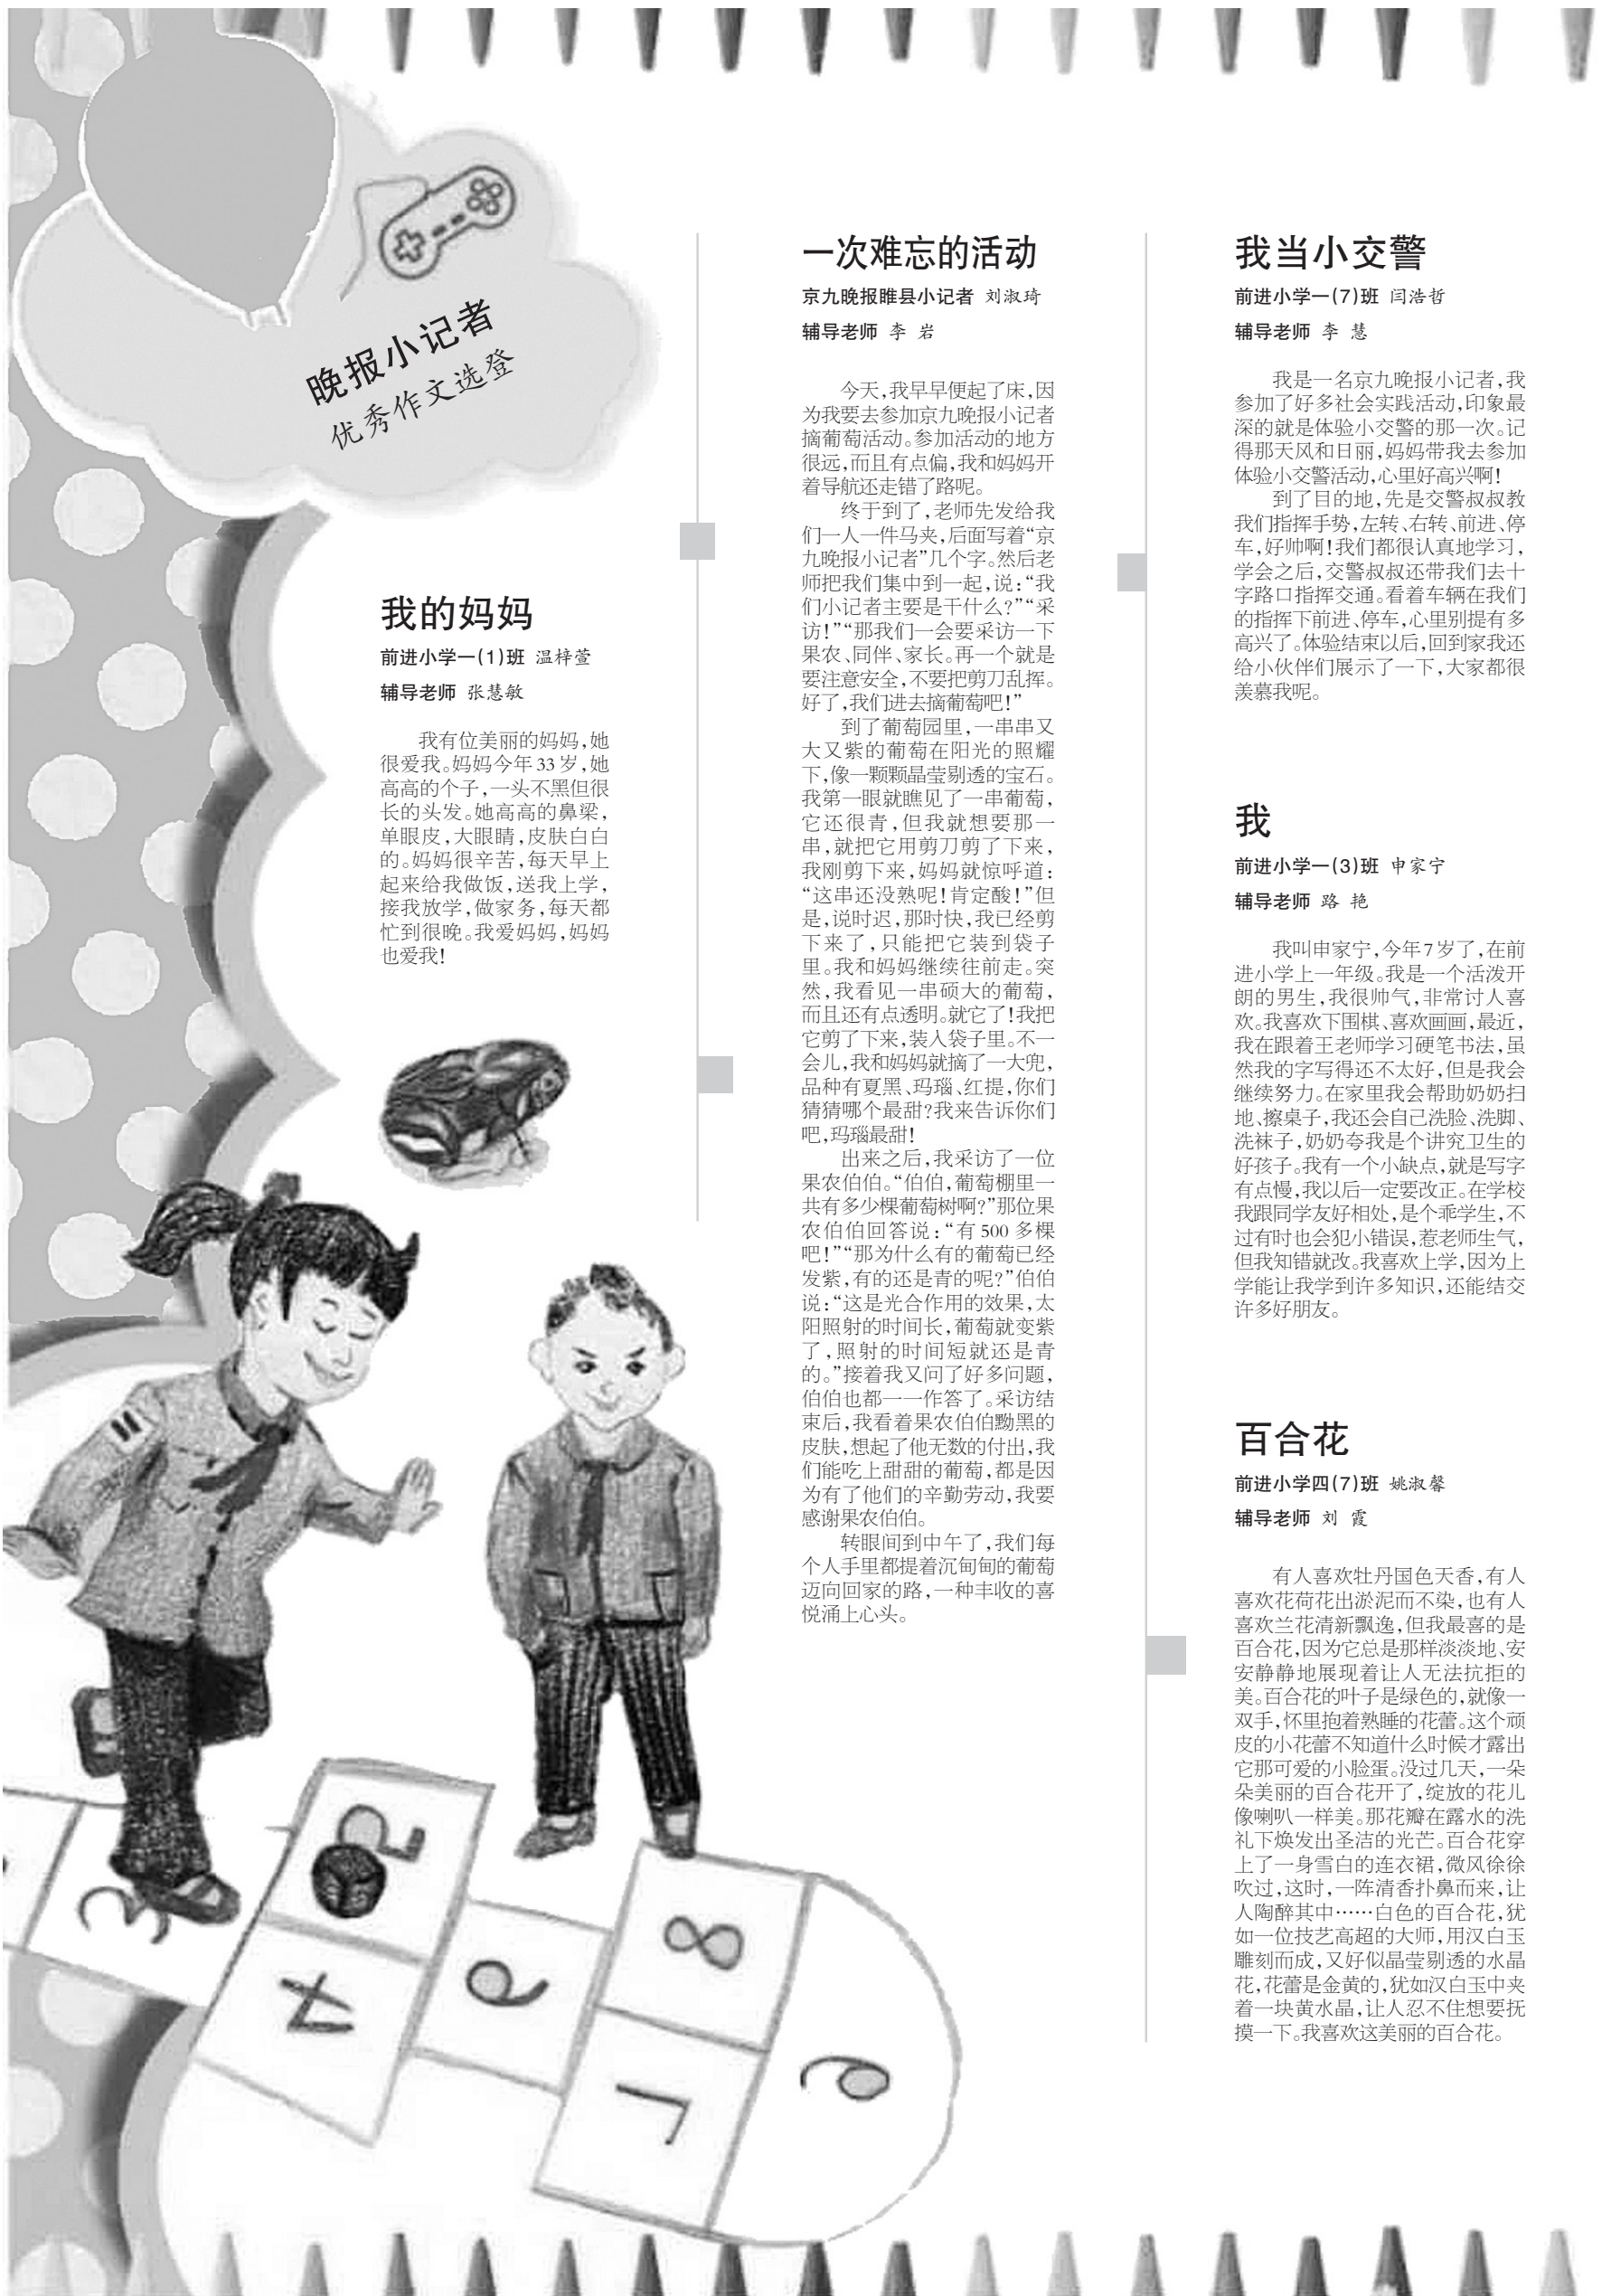 晚报小记者
优秀作文选登
我的妈妈
前进小学一(1)班 温梓萱
辅导老师 张慧敏
我有位美丽的妈妈,她
很爱我。妈妈今年33岁,她
高高的个子,一头不黑但很
长的头发。她高高的鼻梁,
单眼皮,大眼睛,皮肤白白
的。妈妈很辛苦,每天早上
起来给我做饭,送我上学,
接我放学,做家务,每天都
忙到很晚。我爱妈妈,妈妈
也爱我!
一次难忘的活动
京九晚报睢县小记者 刘淑琦
辅导老师 李 岩
今天,我早早便起了床,因
为我要去参加京九晚报小记者
摘葡萄活动。参加活动的地方
很远,而且有点偏,我和妈妈开
着导航还走错了路呢。
终于到了,老师先发给我
们一人一件马夹,后面写着“京
九晚报小记者”几个字。然后老
师把我们集中到一起,说:“我
们小记者主要是干什么?”“采
访!”“那我们一会要采访一下
果农、同伴、家长。再一个就是
要注意安全,不要把剪刀乱挥。
好了,我们进去摘葡萄吧!”
到了葡萄园里,一串串又
大又紫的葡萄在阳光的照耀
下,像一颗颗晶莹剔透的宝石。
我第一眼就瞧见了一串葡萄,
它还很青,但我就想要那一
串,就把它用剪刀剪了下来,
我刚剪下来,妈妈就惊呼道:
“这串还没熟呢!肯定酸!”但
是,说时迟,那时快,我已经剪
下来了,只能把它装到袋子
里。我和妈妈继续往前走。突
然,我看见一串硕大的葡萄,
而且还有点透明。就它了!我把
它剪了下来,装入袋子里。不一
会儿,我和妈妈就摘了一大兜,
品种有夏黑、玛瑙、红提,你们
猜猜哪个最甜?我来告诉你们
吧,玛瑙最甜!
出来之后,我采访了一位
果农伯伯。“伯伯,葡萄棚里一
共有多少棵葡萄树啊?”那位果
农伯伯回答说:“有500多棵
吧!”“那为什么有的葡萄已经
发紫,有的还是青的呢?”伯伯
说:“这是光合作用的效果,太
阳照射的时间长,葡萄就变紫
了,照射的时间短就还是青
的。”接着我又问了好多问题,
伯伯也都一一作答了。采访结
束后,我看着果农伯伯黝黑的
皮肤,想起了他无数的付出,我
们能吃上甜甜的葡萄,都是因
为有了他们的辛勤劳动,我要
感谢果农伯伯。
转眼间到中午了,我们每
个人手里都提着沉甸甸的葡萄
迈向回家的路,一种丰收的喜
悦涌上心头。
我当小交警
前进小学一(7)班 闫浩哲
辅导老师 李 慧
我是一名京九晚报小记者,我
参加了好多社会实践活动,印象最
深的就是体验小交警的那一次。记
得那天风和日丽,妈妈带我去参加
体验小交警活动,心里好高兴啊!
到了目的地,先是交警叔叔教
我们指挥手势,左转、右转、前进、停
车,好帅啊!我们都很认真地学习,
学会之后,交警叔叔还带我们去十
字路口指挥交通。看着车辆在我们
的指挥下前进、停车,心里别提有多
高兴了。体验结束以后,回到家我还
给小伙伴们展示了一下,大家都很
羡慕我呢。
我
前进小学一(3)班 申家宁
辅导老师 路 艳
我叫申家宁,今年7岁了,在前
进小学上一年级。我是一个活泼开
朗的男生,我很帅气,非常讨人喜
欢。我喜欢下围棋、喜欢画画,最近,
我在跟着王老师学习硬笔书法,虽
然我的字写得还不太好,但是我会
继续努力。在家里我会帮助奶奶扫
地、擦桌子,我还会自己洗脸、洗脚、
洗袜子,奶奶夸我是个讲究卫生的
好孩子。我有一个小缺点,就是写字
有点慢,我以后一定要改正。在学校
我跟同学友好相处,是个乖学生,不
过有时也会犯小错误,惹老师生气,
但我知错就改。我喜欢上学,因为上
学能让我学到许多知识,还能结交
许多好朋友。
百合花
前进小学四(7)班 姚淑馨
辅导老师 刘 霞
有人喜欢牡丹国色天香,有人
喜欢花荷花出淤泥而不染,也有人
喜欢兰花清新飘逸,但我最喜的是
百合花,因为它总是那样淡淡地、安
安静静地展现着让人无法抗拒的
美。百合花的叶子是绿色的,就像一
双手,怀里抱着熟睡的花蕾。这个顽
皮的小花蕾不知道什么时候才露出
它那可爱的小脸蛋。没过几天,一朵
朵美丽的百合花开了,绽放的花儿
像喇叭一样美。那花瓣在露水的洗
礼下焕发出圣洁的光芒。百合花穿
上了一身雪白的连衣裙,微风徐徐
吹过,这时,一阵清香扑鼻而来,让
人陶醉其中……白色的百合花,犹
如一位技艺高超的大师,用汉白玉
雕刻而成,又好似晶莹剔透的水晶
花,花蕾是金黄的,犹如汉白玉中夹
着一块黄水晶,让人忍不住想要抚
摸一下。我喜欢这美丽的百合花。
3
5
4
6
8
7
9